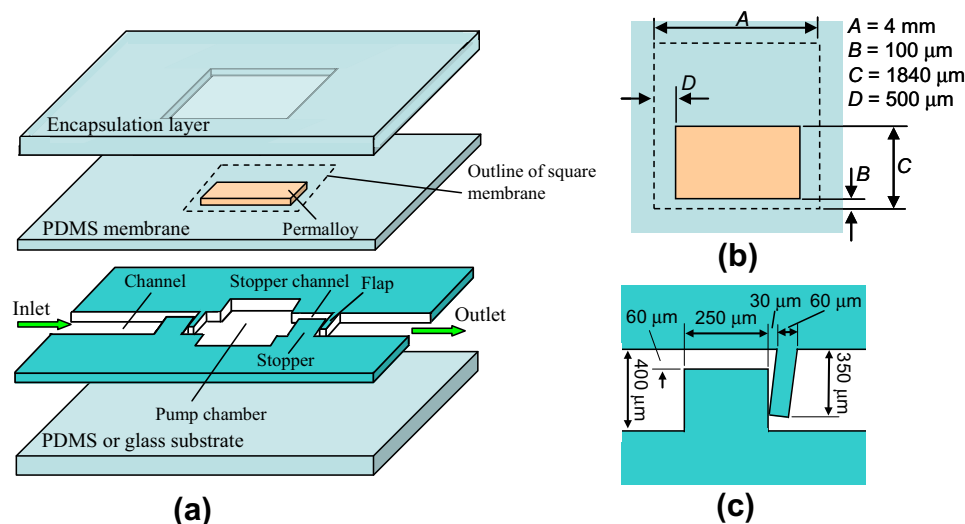 Encapsulation layer
Outline of square
membrane
PDMS membrane
Permalloy
Channel
Stopper channel
Flap
Inlet
Outlet
Stopper
Pump chamber
PDMS or glass substrate
(a)
A
A = 4 mm
B = 100 μm
C = 1840 μm
D = 500 μm
D
B
C
(b)
30 μm
60 μm
60 μm
250 μm
400 μm
350 μm
(c)